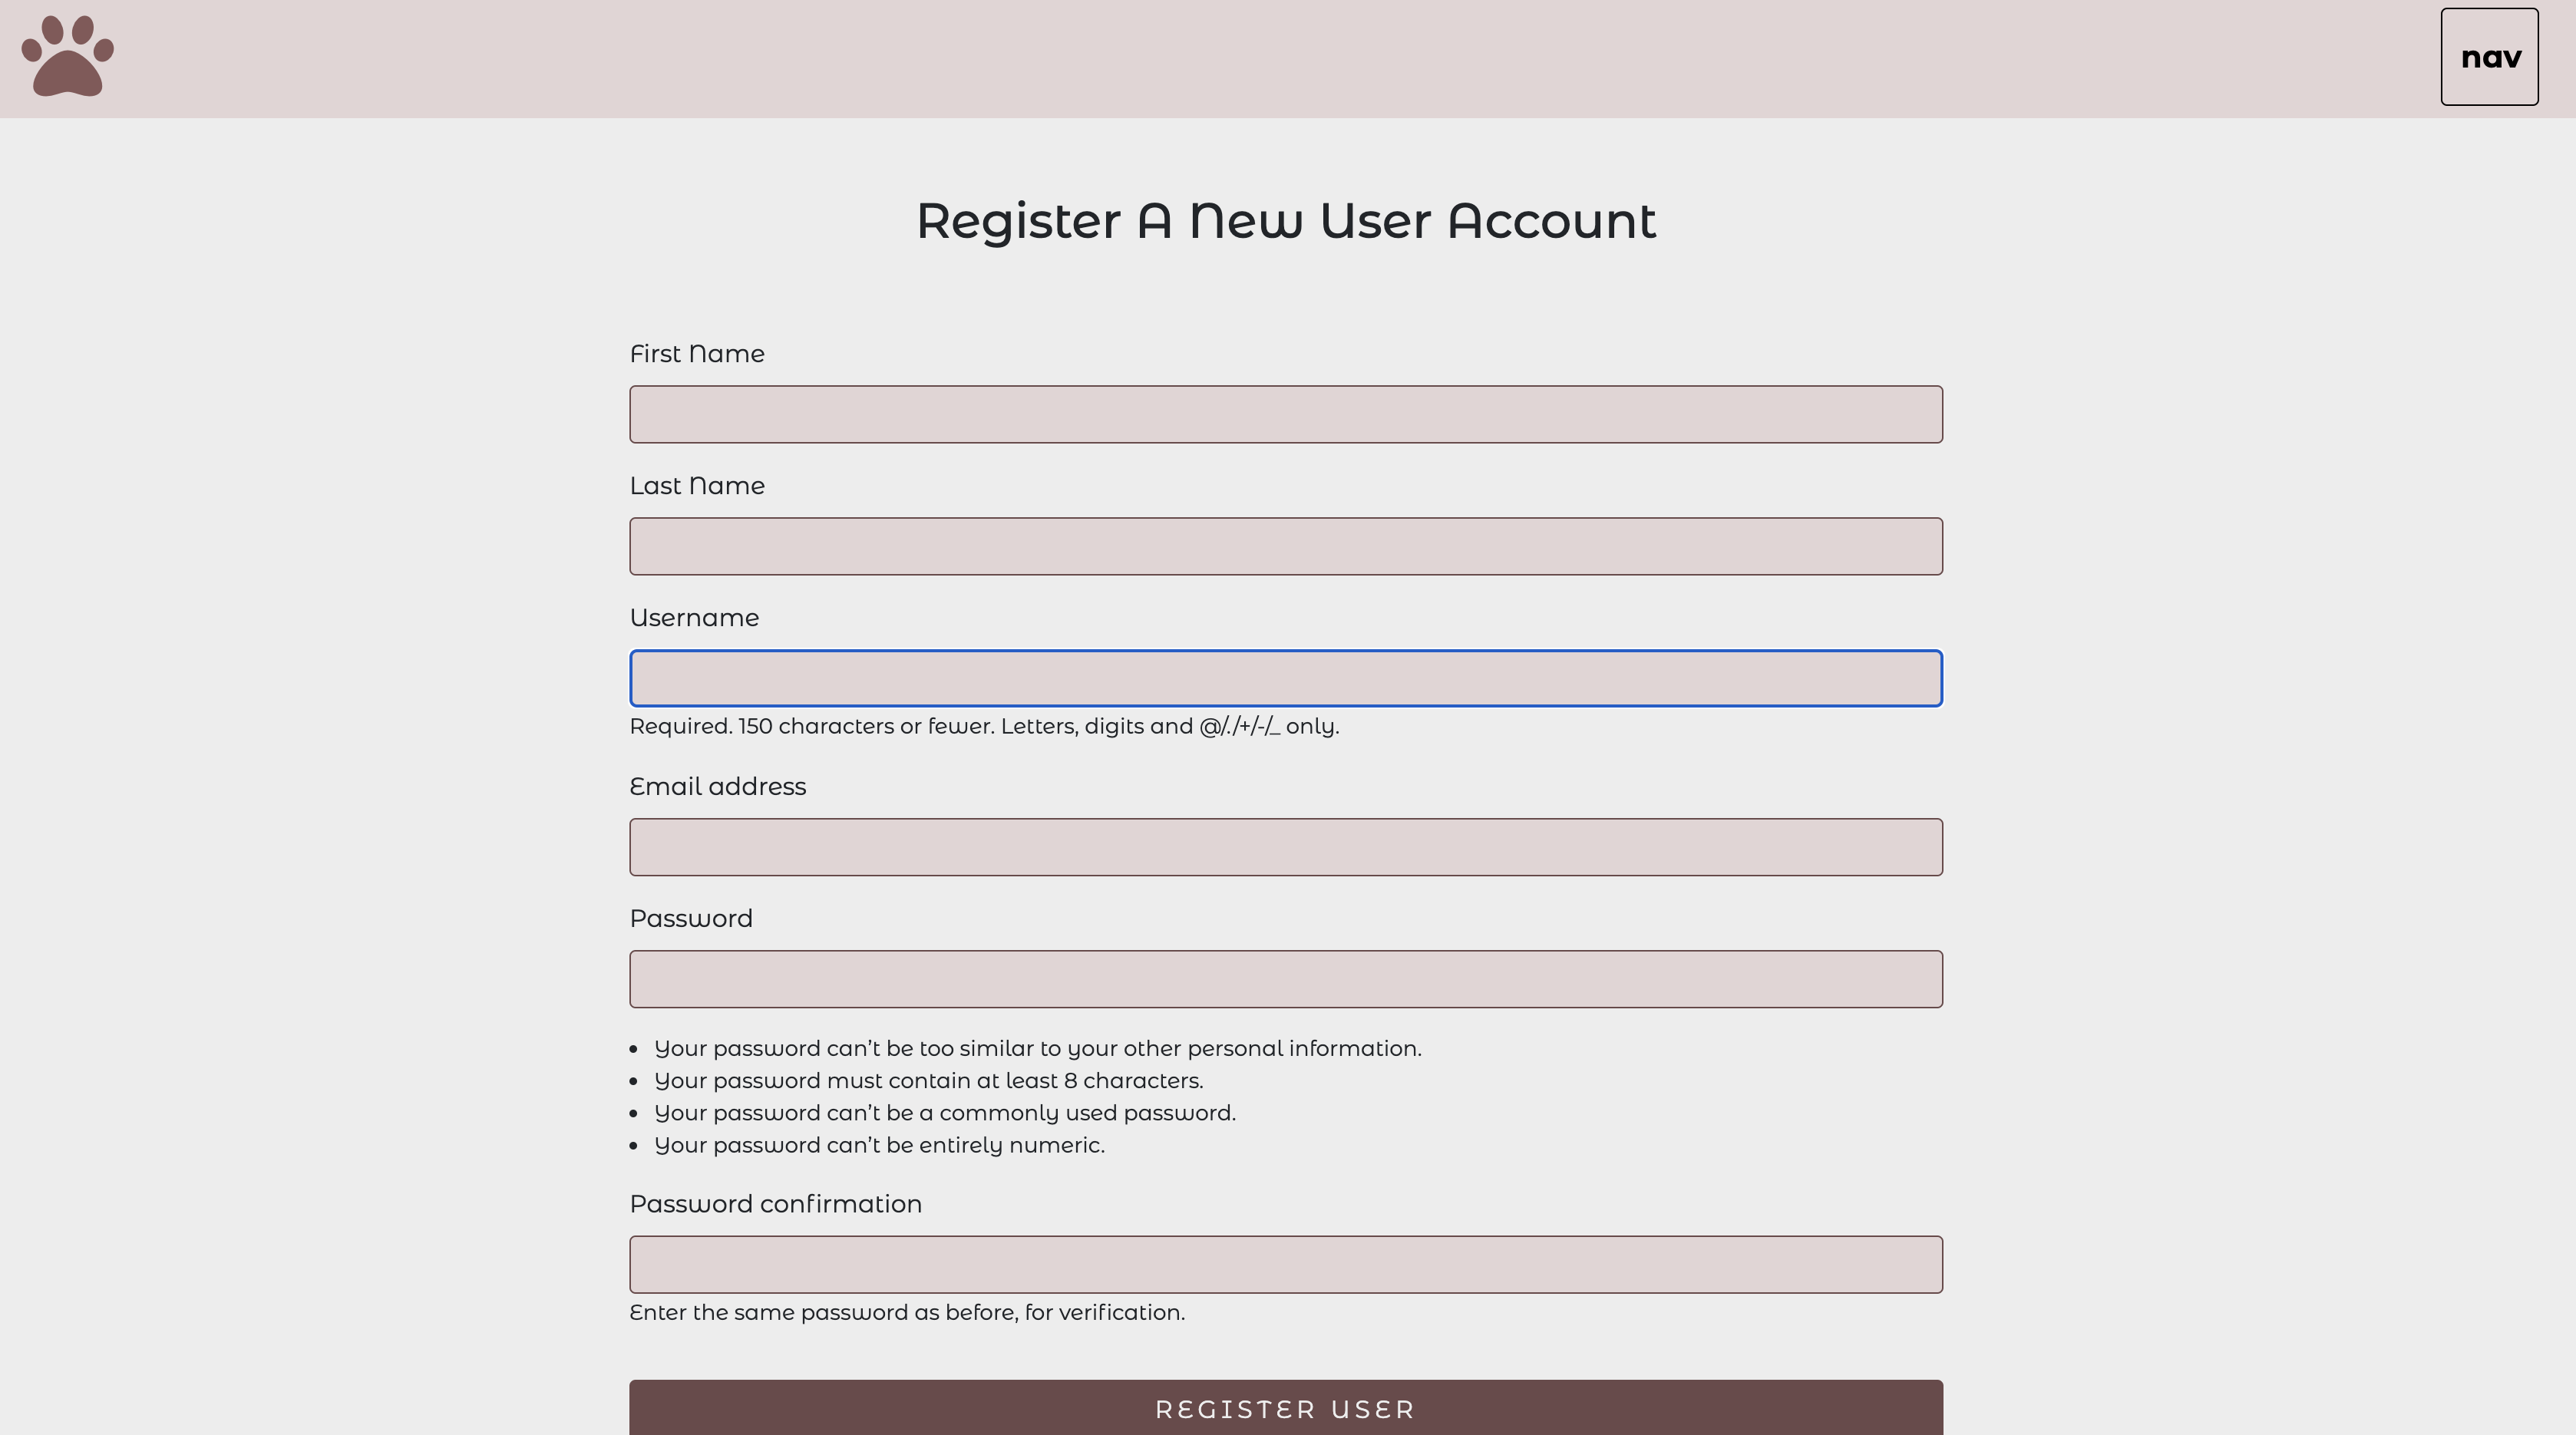 nav
Register A New User Account
First Name
Last Name
Username
Required. 150 characters or fewer. Letters, digits and @/./+/-/_ only.
Email address
Password
• Your password can’t be too similar to your other personal information.
• Your password must contain at least 8 characters.
• Your password can’t be a commonly used password.
• Your password can’t be entirely numeric.
Password confirmation
Enter the same password as before, for verification.
REGISTER USER